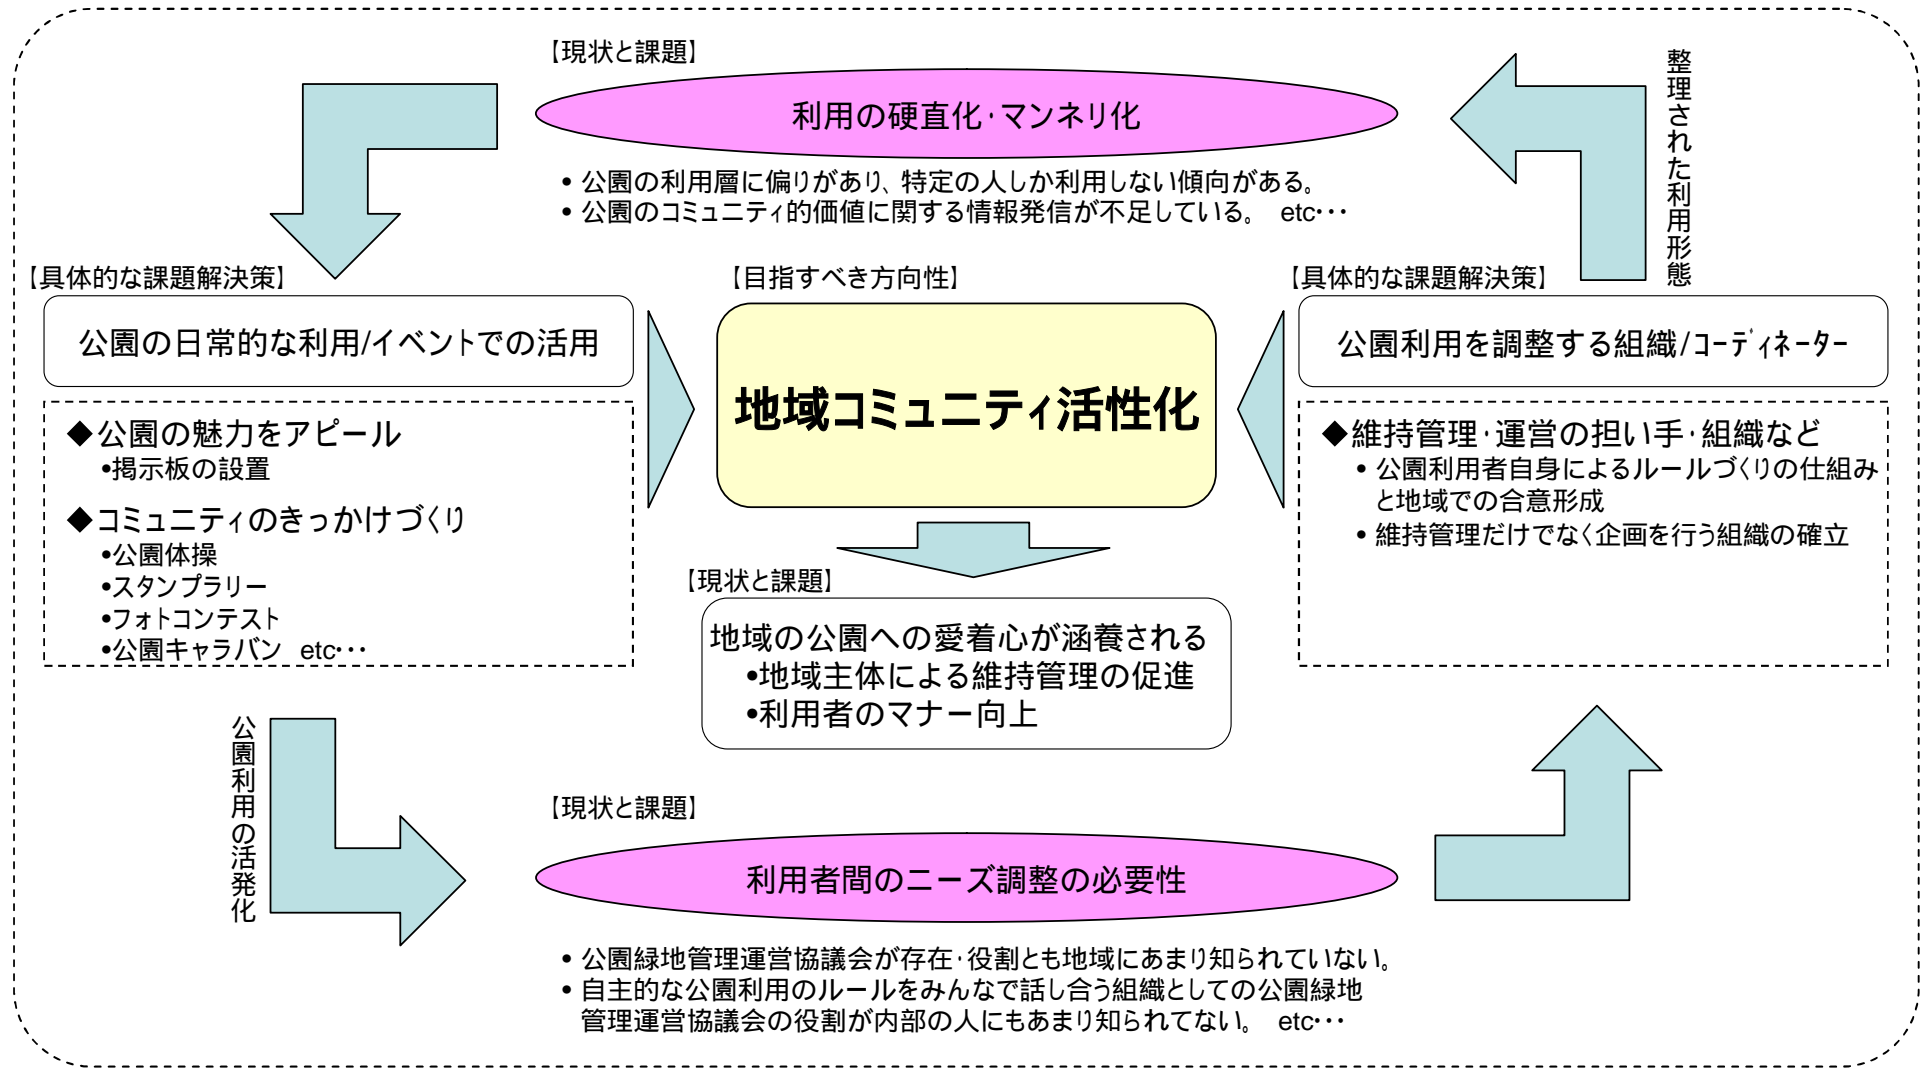 【現状と課題】
利用の硬直化・マンネリ化
• 公園の利用層に偏りがあり、特定の人しか利用しない傾向がある。
• 公園のコミュニティ的価値に関する情報発信が不足している。 etc・・・
整理された利用形態
【具体的な課題解決策】
公園の日常的な利用/イベントでの活用
◆公園の魅力をアピール
•掲示板の設置
◆コミュニティのきっかけづくり
•公園体操
•スタンプラリー
•フォトコンテスト
•公園キャラバン etc・・・
【目指すべき方向性】
地域コミュニティ活性化
【具体的な課題解決策】
公園利用を調整する組織/ｺｰﾃﾞｨﾈｰﾀｰ
◆維持管理・運営の担い手・組織など
• 公園利用者自身によるルールづくりの仕組み
と地域での合意形成
• 維持管理だけでなく企画を行う組織の確立
【現状と課題】
地域の公園への愛着心が涵養される
•地域主体による維持管理の促進
•利用者のマナー向上
公園利用の活発化
【現状と課題】
利用者間のニーズ調整の必要性
• 公園緑地管理運営協議会が存在・役割とも地域にあまり知られていない。
• 自主的な公園利用のルールをみんなで話し合う組織としての公園緑地
管理運営協議会の役割が内部の人にもあまり知られてない。 etc・・・